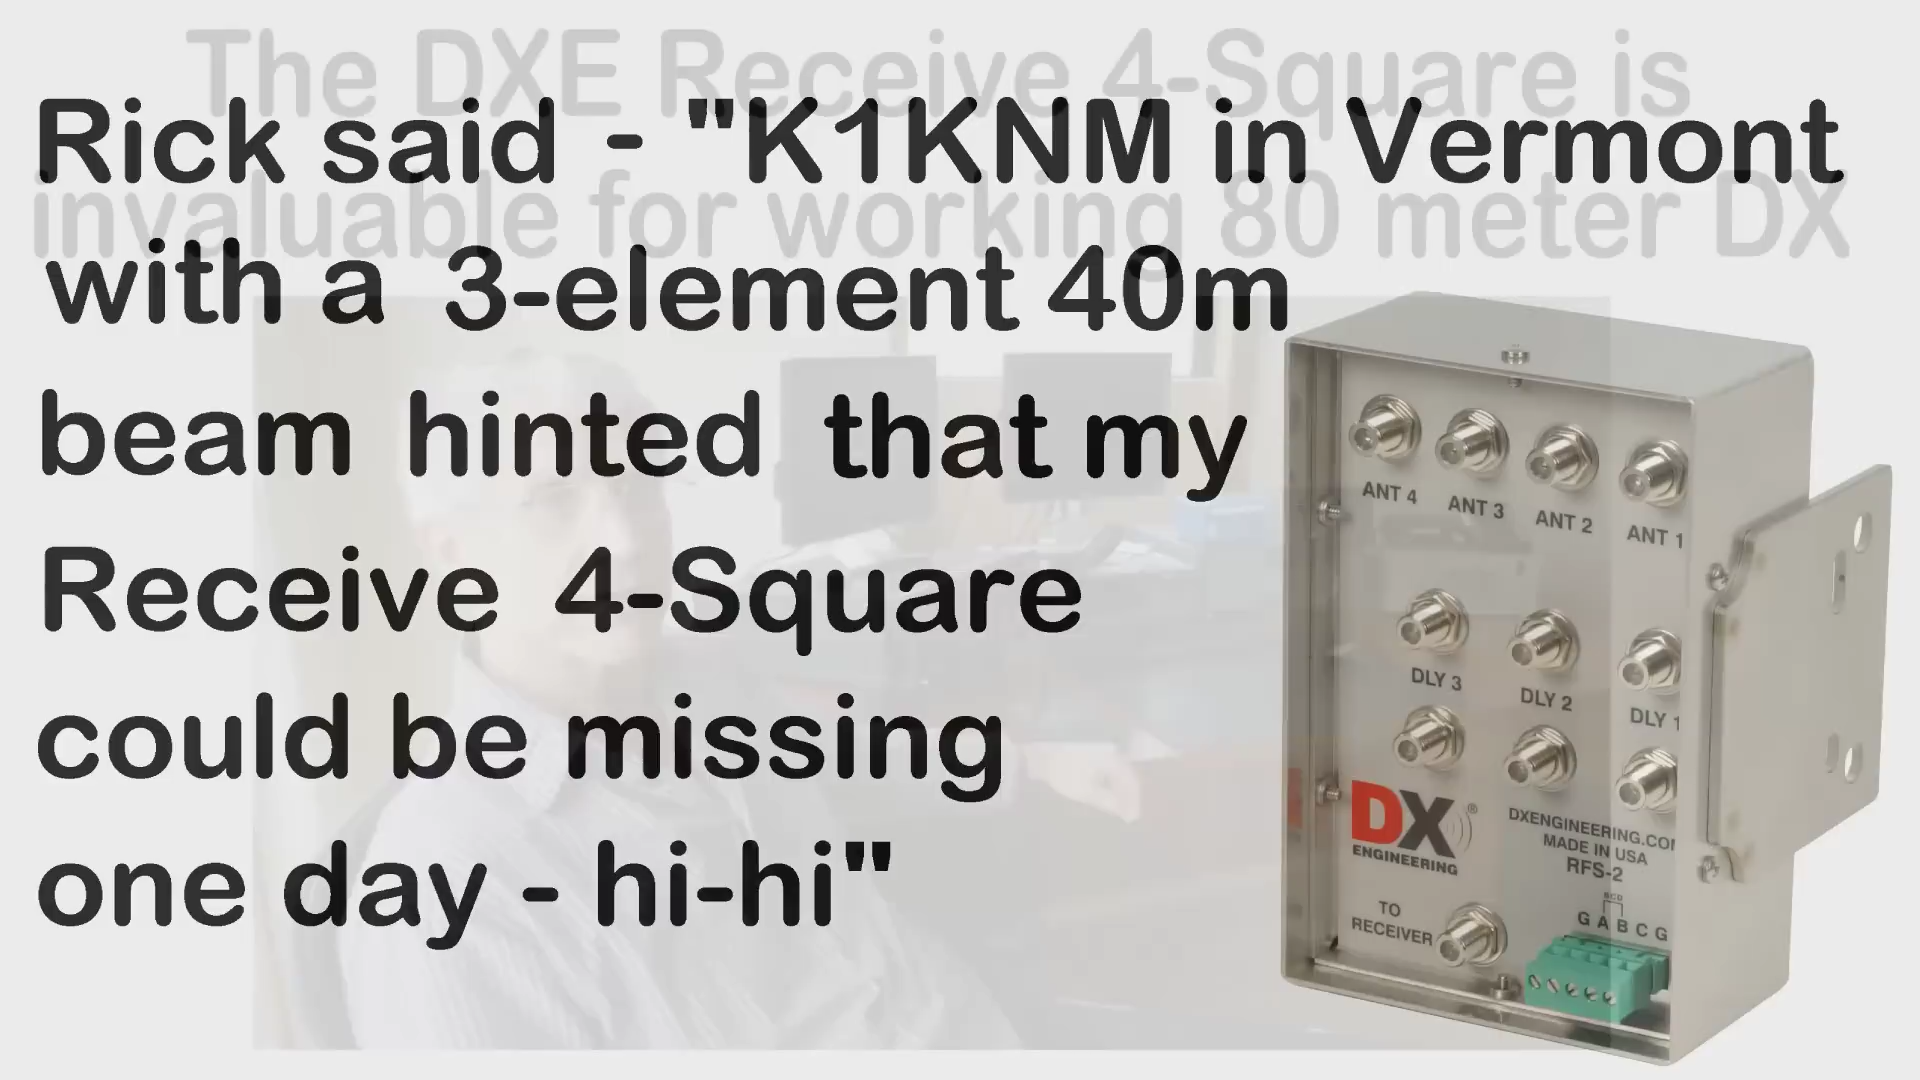 The DXE Receive 4-Square is
invaluable for working 80 meter DX
Rick said - "K1KNM in Vermont
with a 3-element 40m
beam hinted that my
Receive 4-Square
could be missing
one day - hi-hi"
ANT 4 ANT 3 ANT 2 ANT 1
DLY 3 DLY 2 DLY 1
DX®
ENGINEERING
DXENGINEERING.COM
MADE IN USA
RFS-2
BCD
G A B C G
TO
RECEIVER